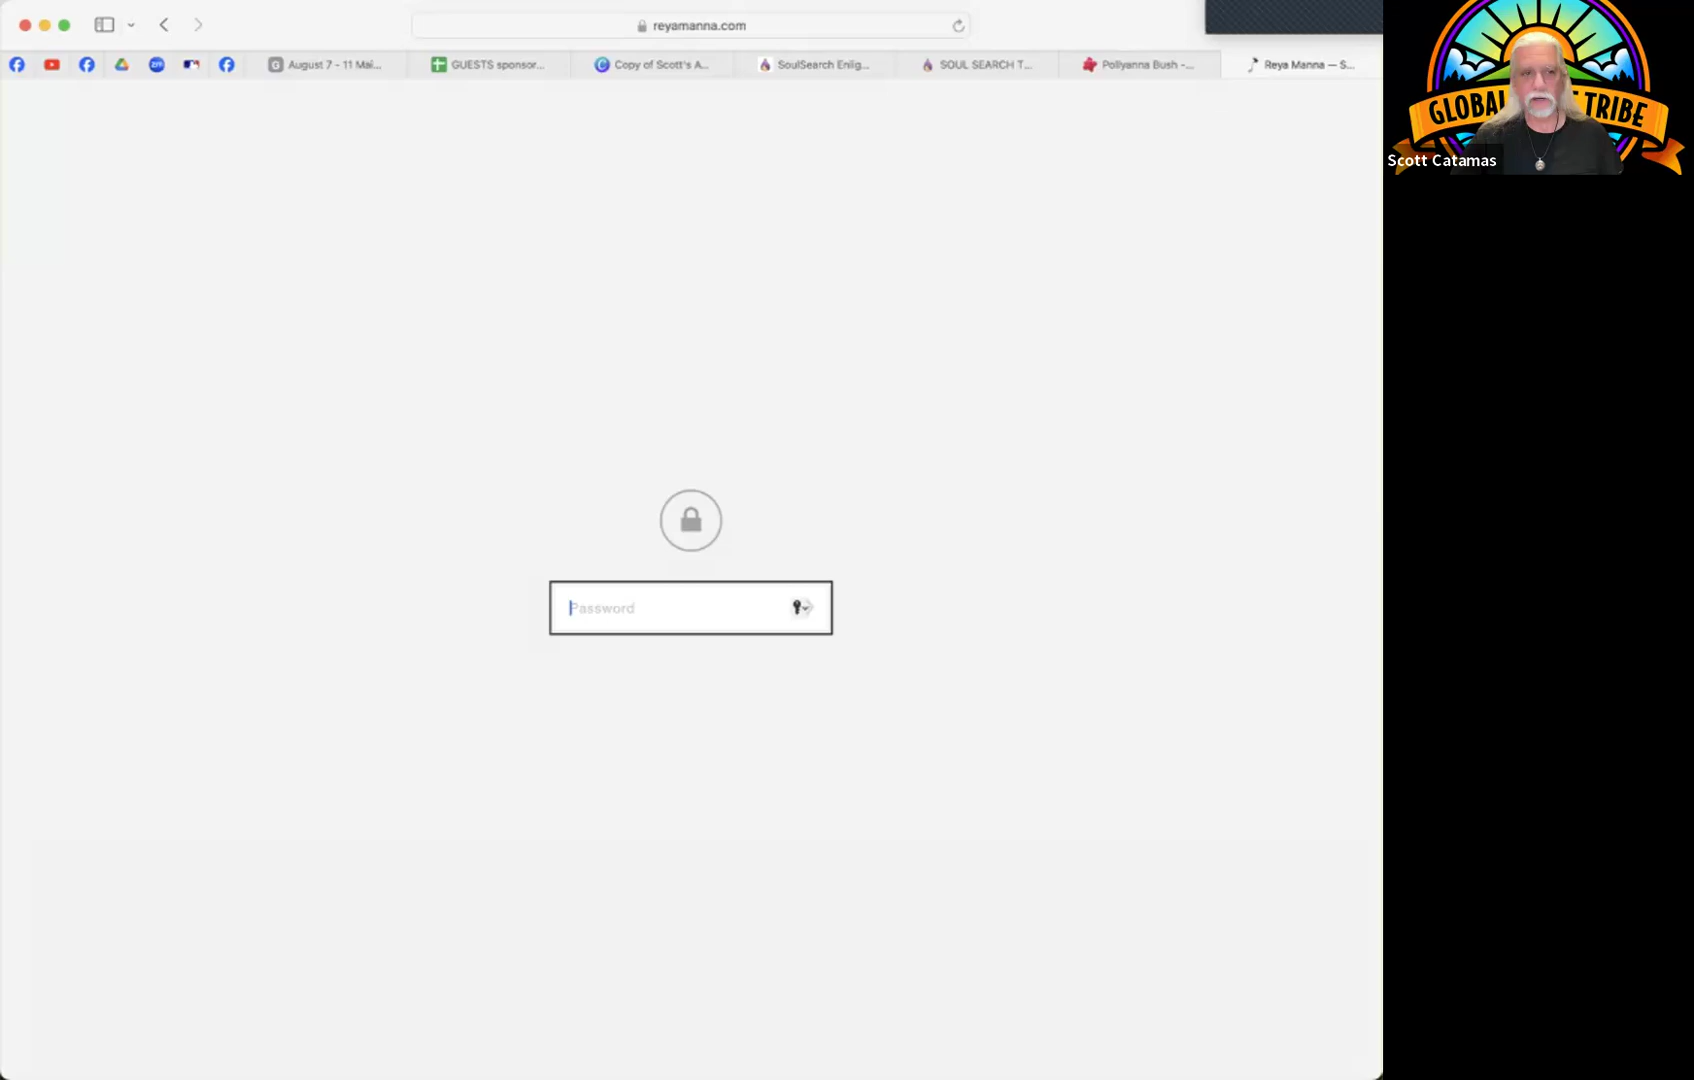 reyamanna.com
August 7 - 11 Mai...
GUESTS sponsor...
Copy of Scott's A...
SoulSearch Enlig...
SOUL SEARCH T...
Pollyanna Bush -...
Reya Manna — S...
GLOBAL TRIBE
Scott Catamas
Password